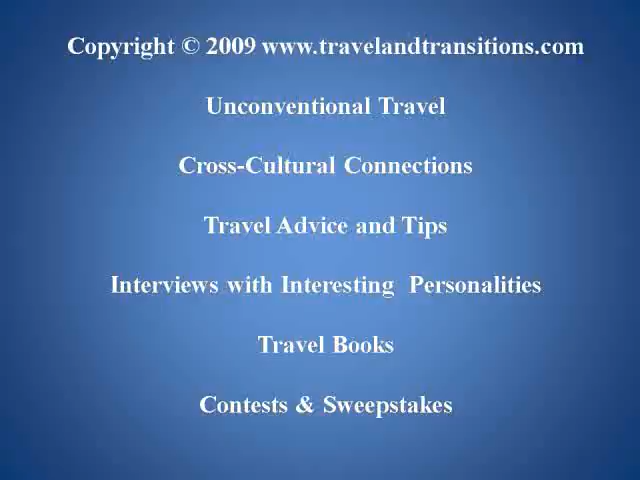 Copyright © 2009 www.travelandtransitions.com
Unconventional Travel
Cross-Cultural Connections
Travel Advice and Tips
Interviews with Interesting  Personalities
Travel Books
Contests & Sweepstakes